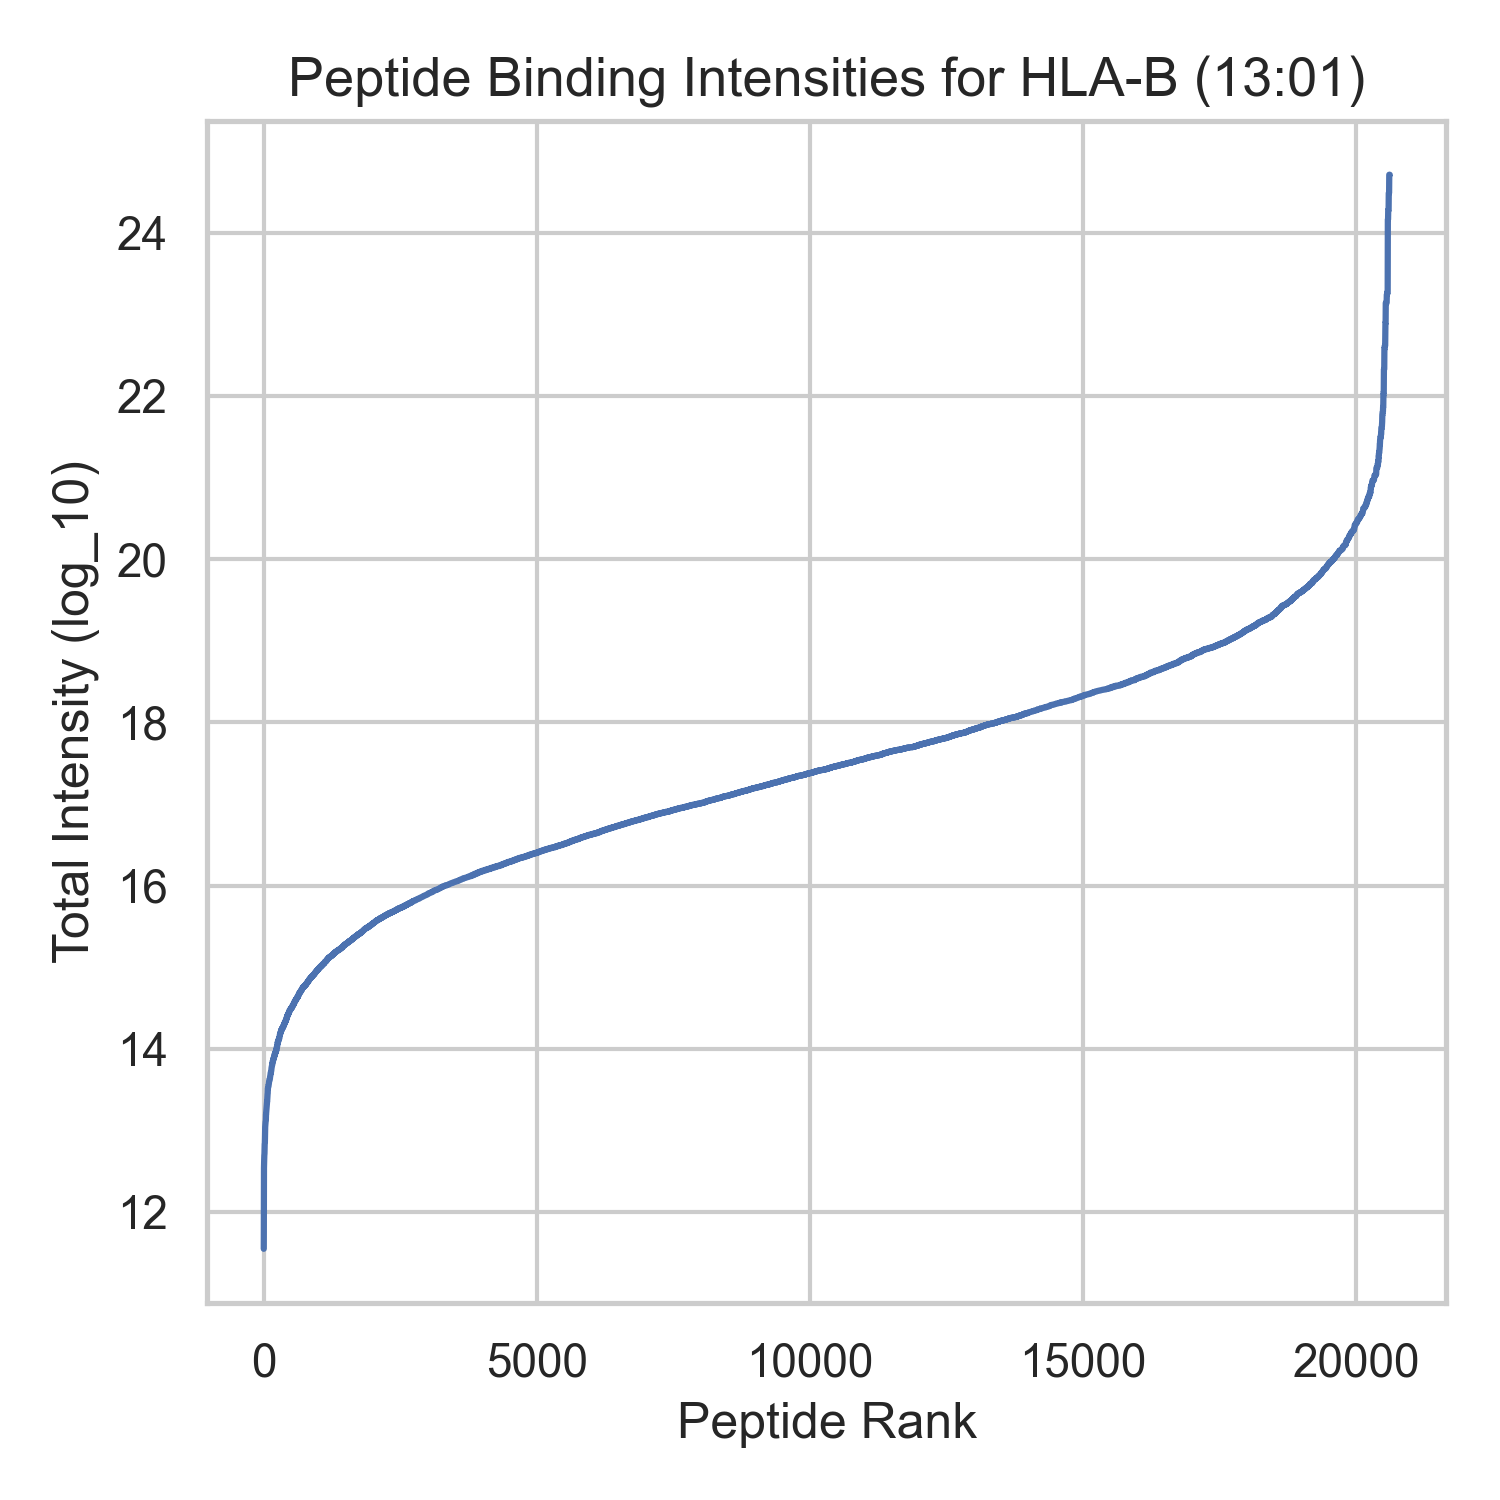 Peptide Binding Intensities for HLA-B (13:01)
Total Intensity (log_10)
24
22
20
18
16
14
12
0 5000 10000 15000 20000
Peptide Rank